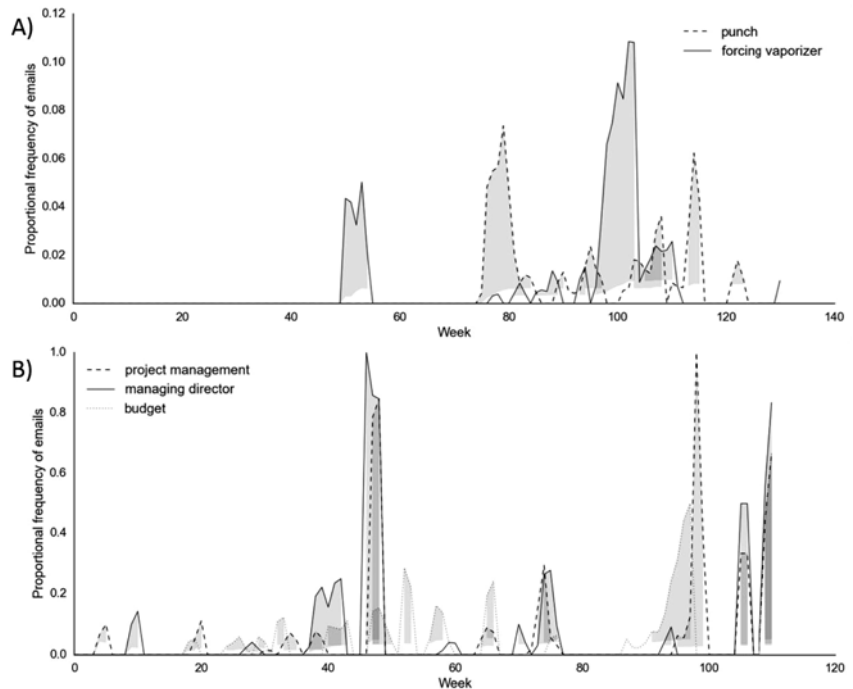 A)
0.12
0.10
0.08
0.06
0.04
0.02
0.00
Proportional frequency of emails
punch
forcing vaporizer
0 20 40 60 80 100 120 140
Week
B)
1.0
0.8
0.6
0.4
0.2
0.0
Proportional frequency of emails
project management
managing director
budget
0 20 40 60 80 100 120
Week